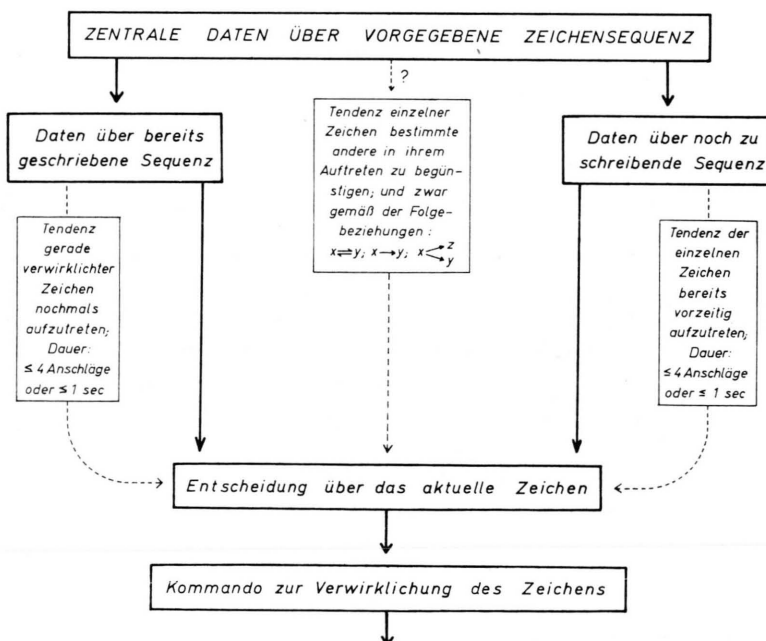 ZENTRALE DATEN ÜBER VORGEGEBENE ZEICHENSEQUENZ
?
Daten über bereits
geschriebene Sequenz
Tendenz einzelner
Zeichen bestimmte
andere in ihrem
Auftreten zu begün-
stigen; und zwar
gemäß der Folge-
beziehungen :
x⇌y; x→y; x<z
y
Daten über noch zu
schreibende Sequenz
Tendenz
gerade
verwirklichter
Zeichen
nochmals
aufzutreten;
Dauer:
≤ 4 Anschläge
oder ≤ 1 sec
Tendenz der
einzelnen
Zeichen
bereits
vorzeitig
aufzutreten;
Dauer:
≤ 4 Anschläge
oder ≤ 1 sec
Entscheidung über das aktuelle Zeichen
Kommando zur Verwirklichung des Zeichens